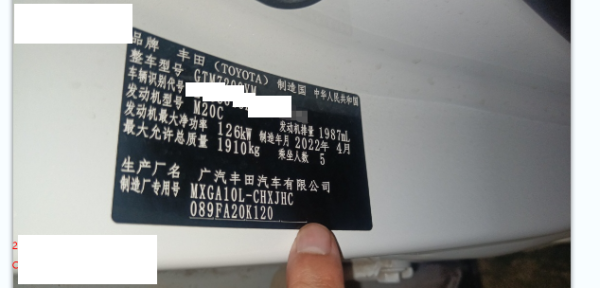 品牌 丰田(TOYOTA) 制造国 中华人民共和国
整车型号
车辆识别代号
发动机型号 M20C 发动机排量 1987mL
发动机最大净功率 126kW 制造年月 2022年 4月
最大允许总质量 1910kg 乘坐人数 5
生产厂名 广汽丰田汽车有限公司
制造厂专用号 MXGA10L-CHXJHC
089FA20K120